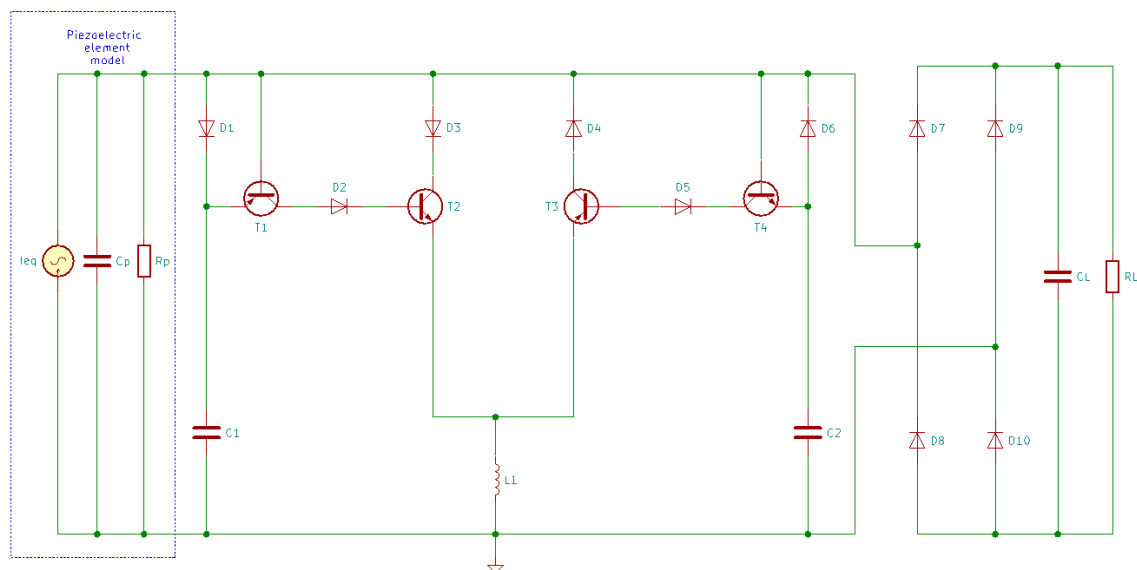 Piezoelectric
element
model
Ieq
Cp
Rp
D1
T1
D2
D3
T2
D4
T3
D5
T4
D6
C1
L1
C2
D7
D9
D8
D10
CL
RL